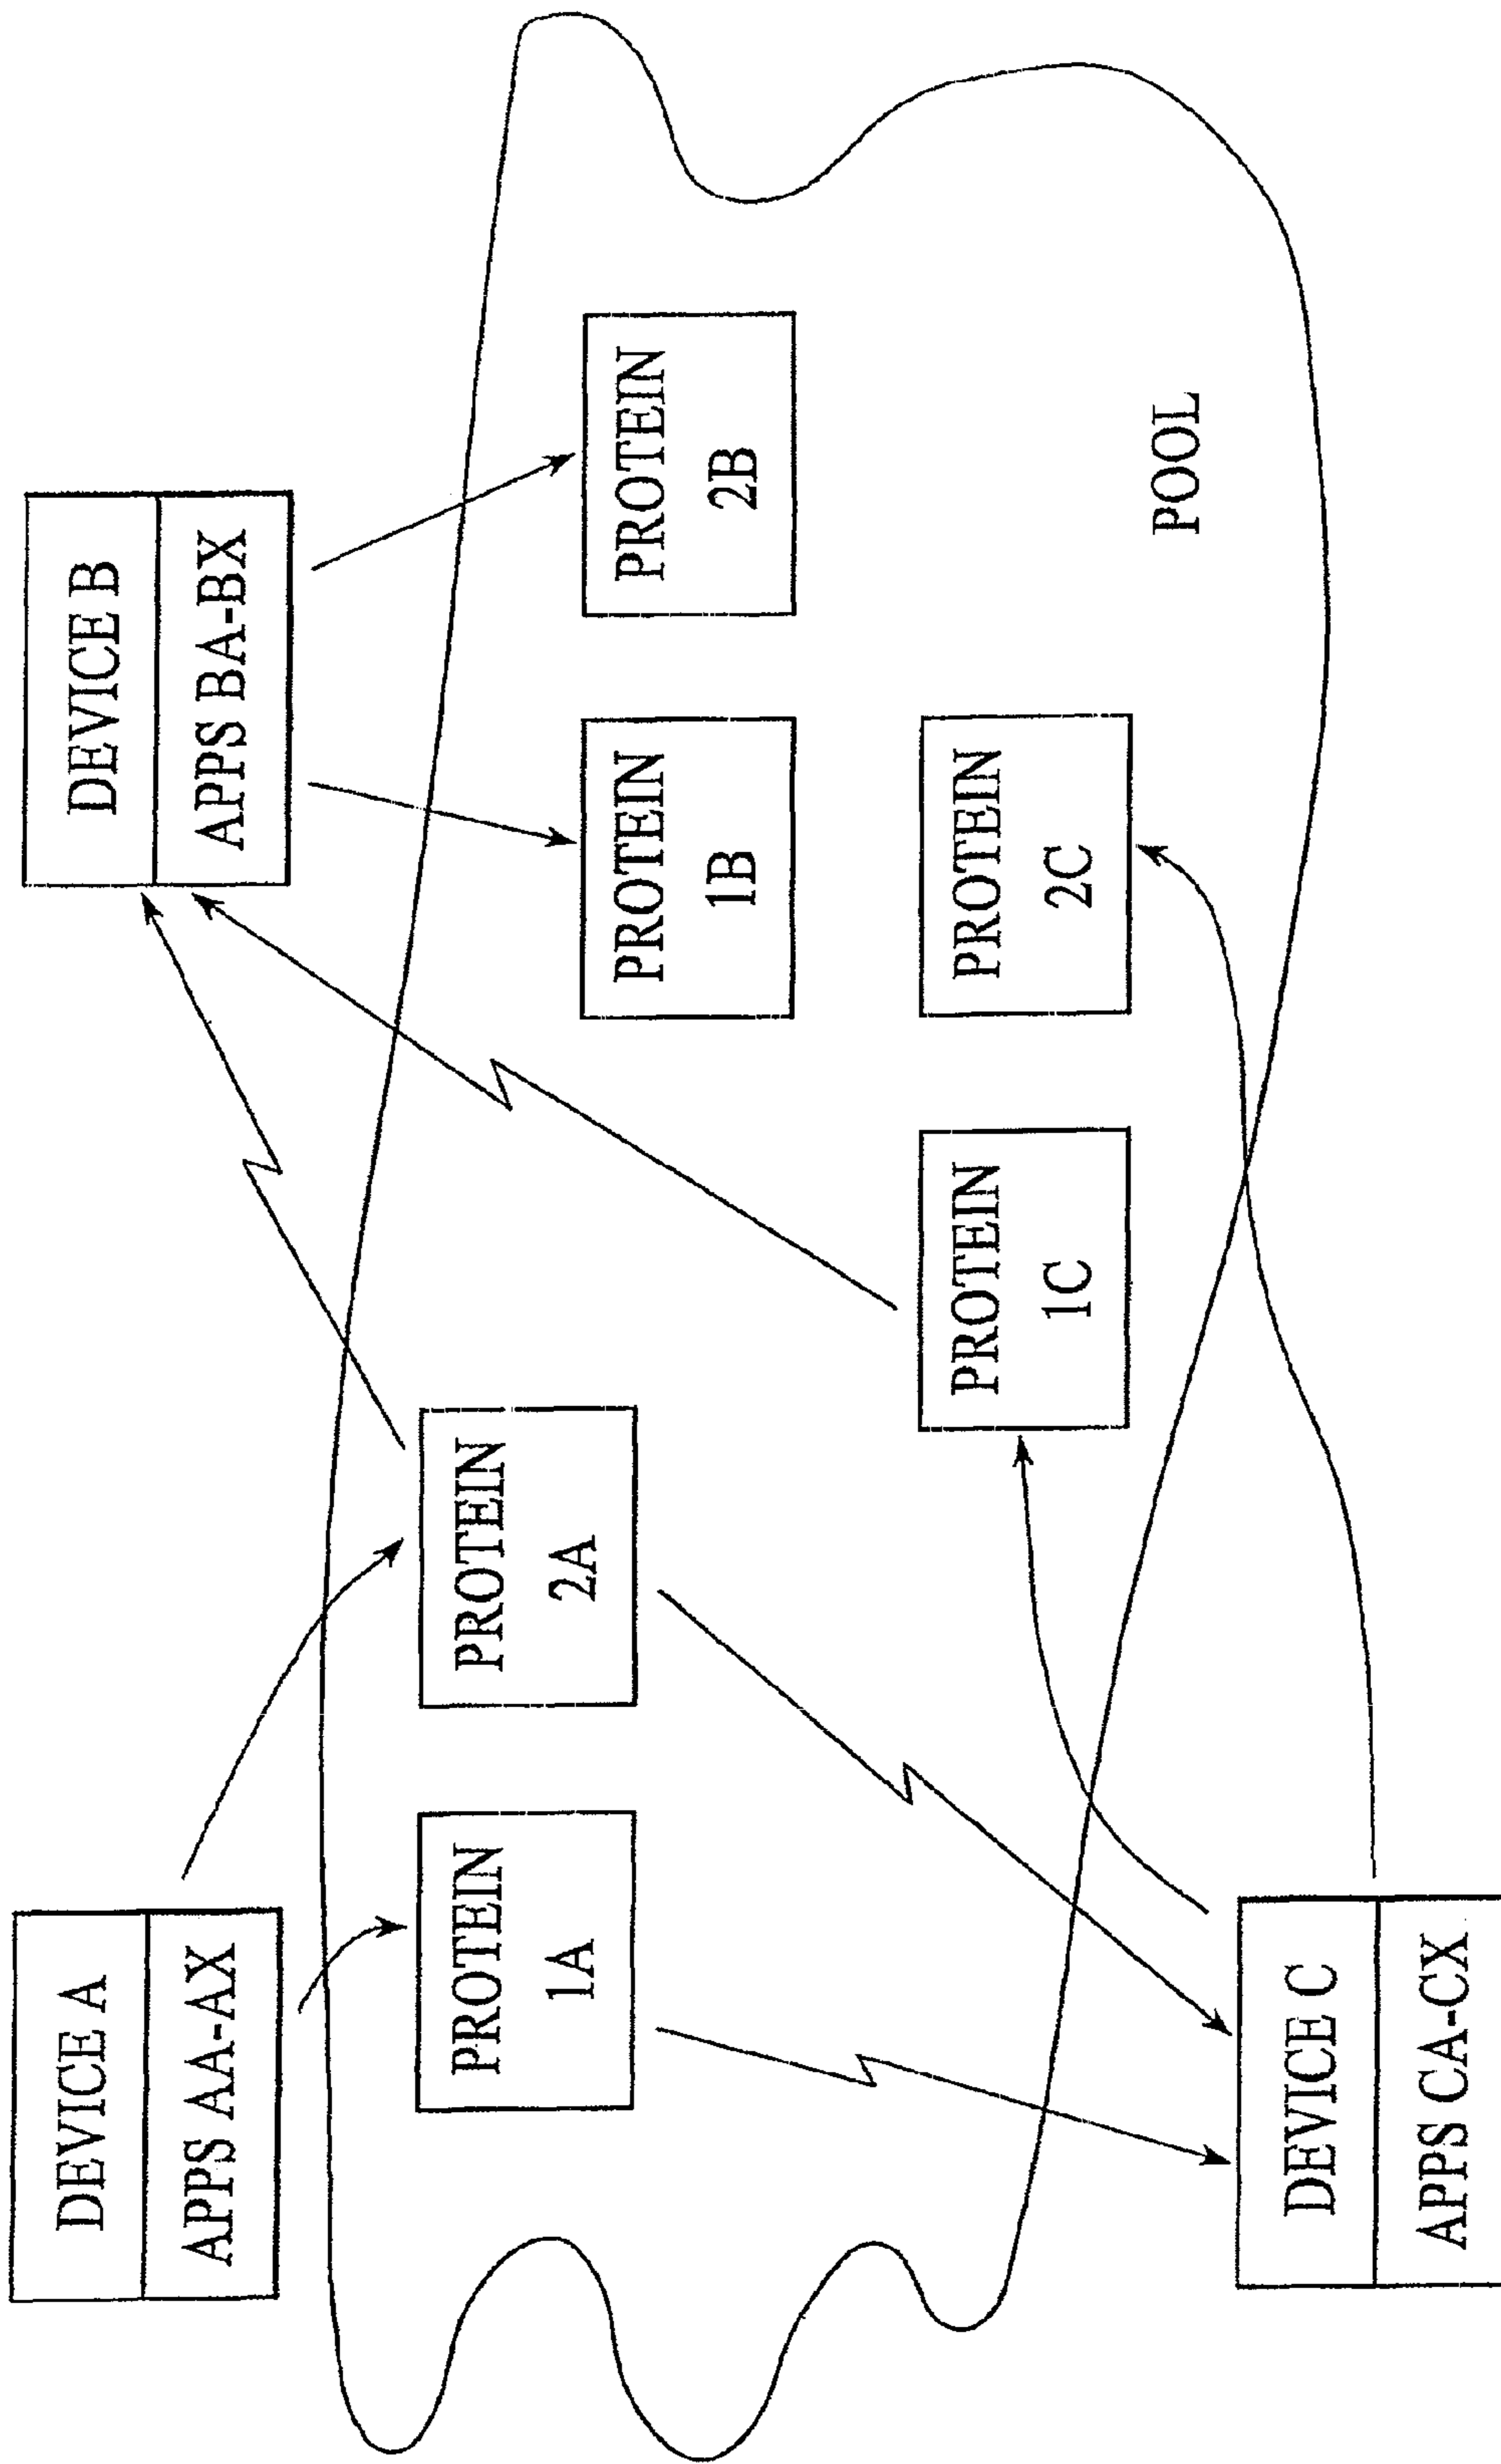 DEVICE A
APPS AA-AX
DEVICE B
APPS BA-BX
PROTEIN
1A
PROTEIN
2A
PROTEIN
1B
PROTEIN
2B
PROTEIN
1C
PROTEIN
2C
POOL
DEVICE C
APPS CA-CX